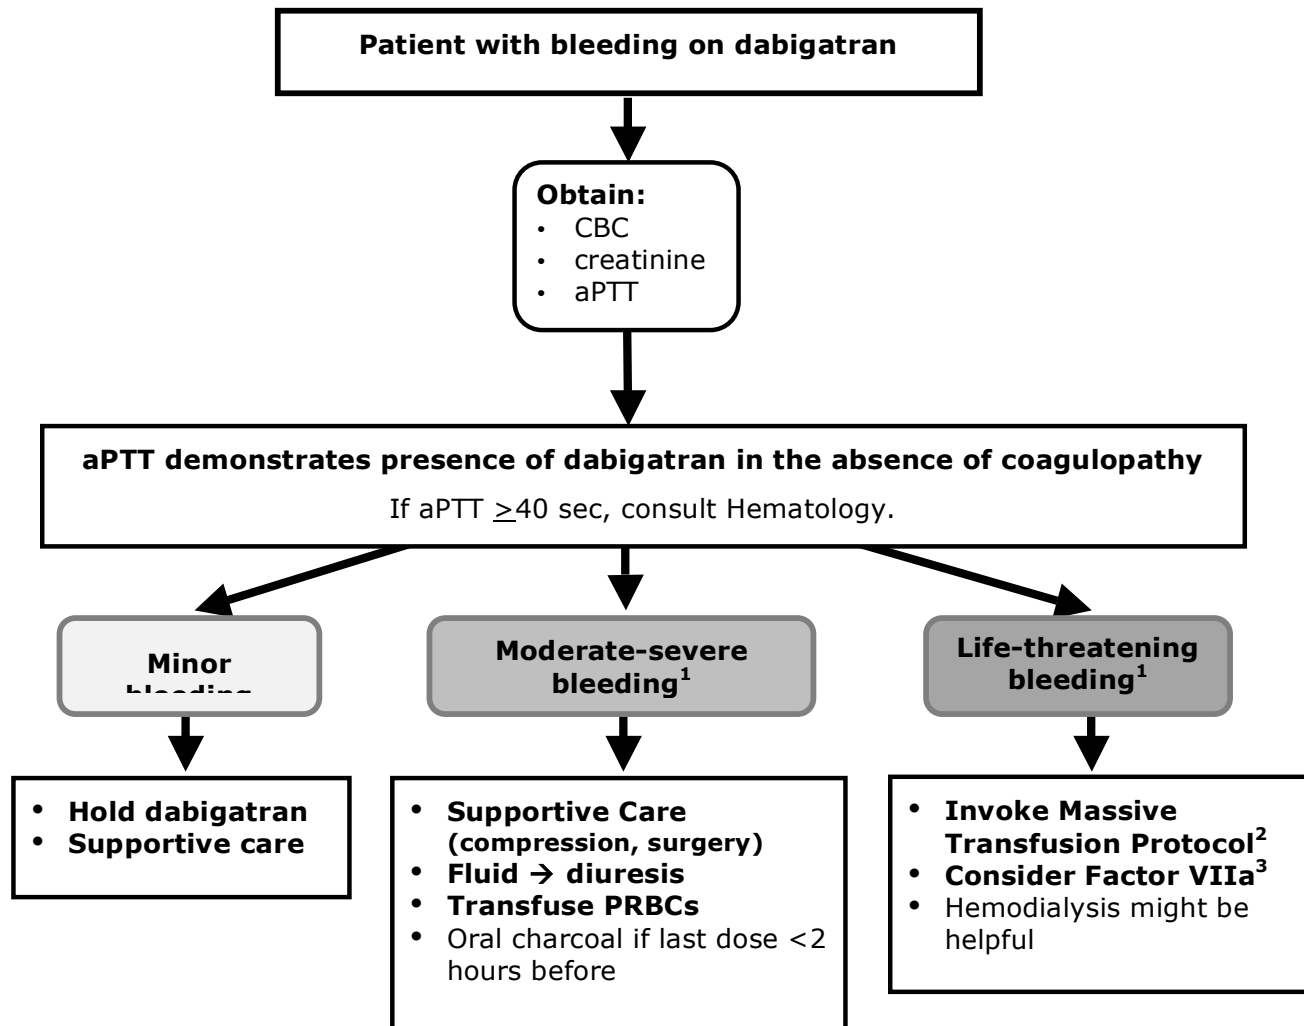 Patient with bleeding on dabigatran
Obtain:
• CBC
• creatinine
• aPTT
aPTT demonstrates presence of dabigatran in the absence of coagulopathy
If aPTT ≥40 sec, consult Hematology.
Minor
bleeding
Moderate-severe
bleeding¹
Life-threatening
bleeding¹
• Hold dabigatran
• Supportive care
• Supportive Care
(compression, surgery)
• Fluid → diuresis
• Transfuse PRBCs
• Oral charcoal if last dose <2
hours before
• Invoke Massive
Transfusion Protocol²
• Consider Factor VIIa³
• Hemodialysis might be
helpful